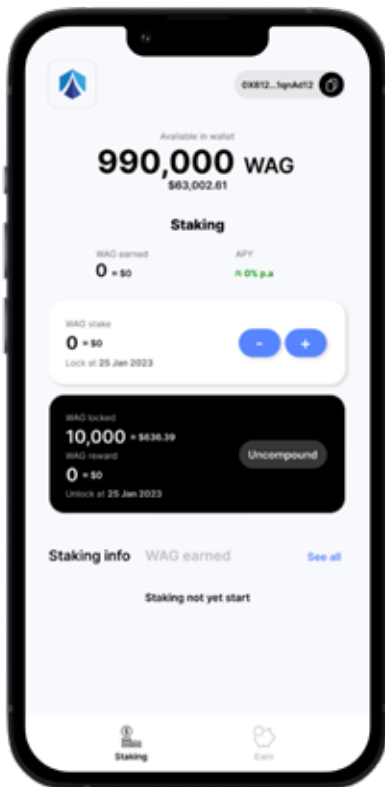 0X812...1qnAd12
Available in wallet
990,000 WAG
$63,002.61
Staking
WAG earned APY
0 = $0 0% p.a
WAG stake
0 = $0 - +
Lock at 25 Jan 2023
WAG locked
10,000 = $636.39
WAG reward Uncompound
0 = $0
Unlock at 25 Jan 2023
Staking info WAG earned See all
Staking not yet start
Staking Earn